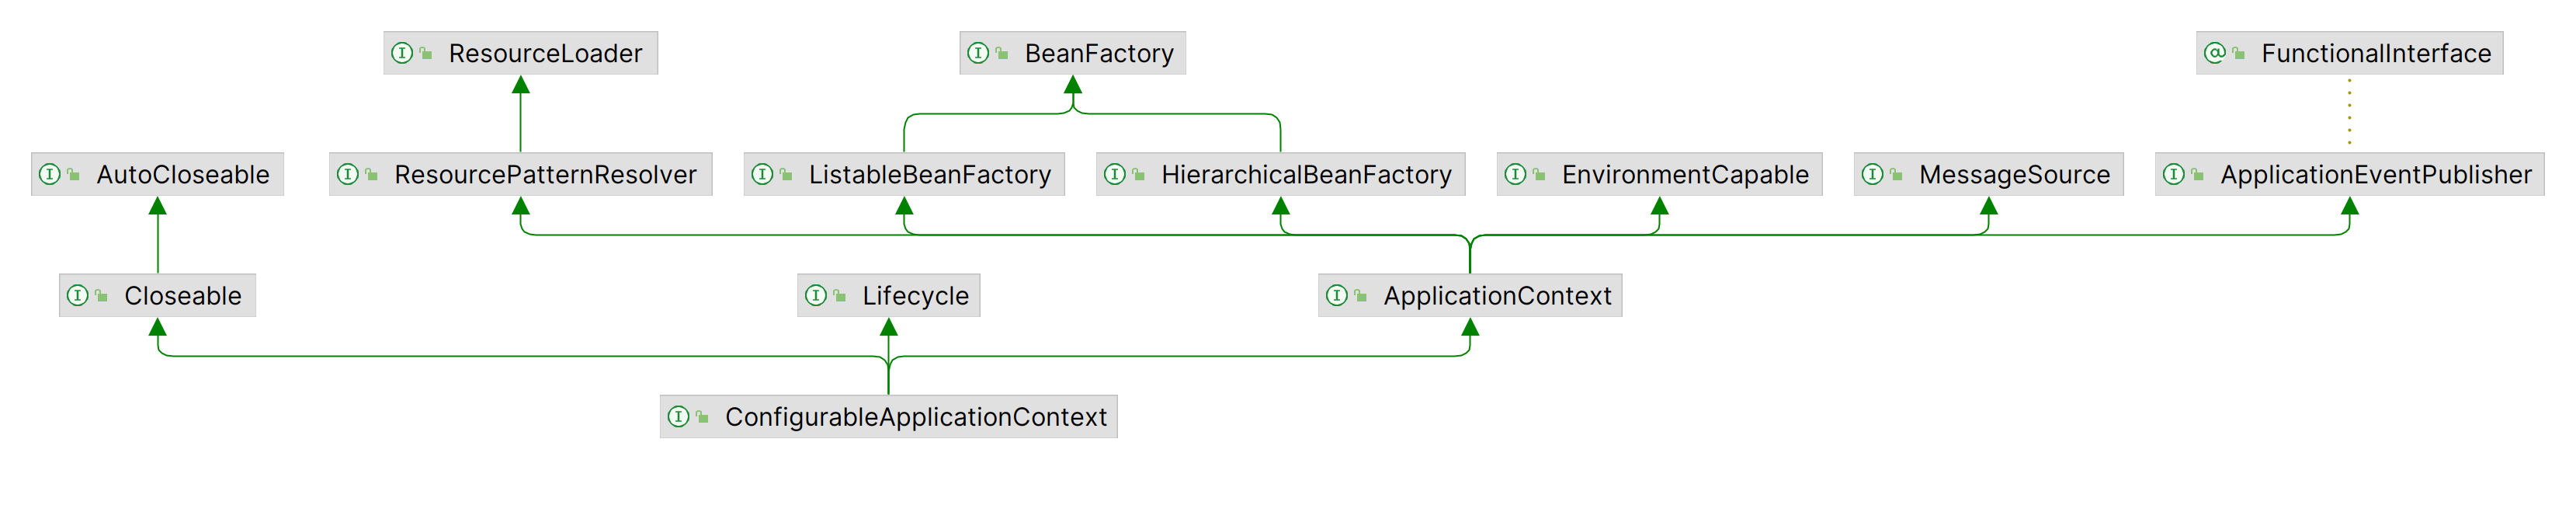 ResourceLoader
BeanFactory
FunctionalInterface
AutoCloseable
ResourcePatternResolver
ListableBeanFactory
HierarchicalBeanFactory
EnvironmentCapable
MessageSource
ApplicationEventPublisher
Closeable
Lifecycle
ApplicationContext
ConfigurableApplicationContext